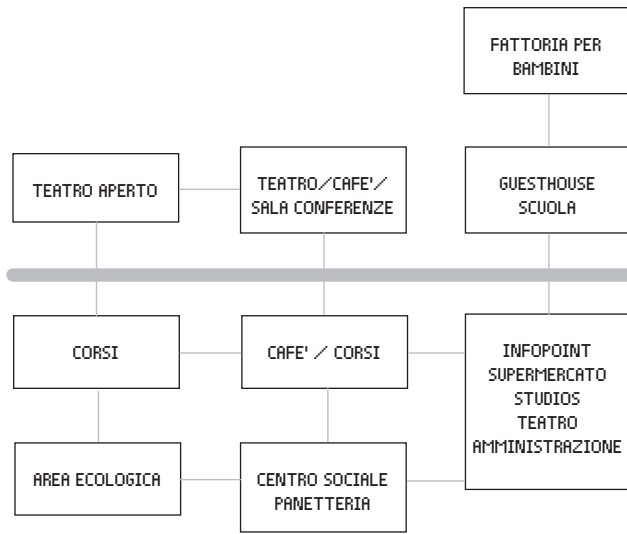 FATTORIA PER
BAMBINI
TEATRO APERTO
TEATRO/CAFE'/
SALA CONFERENZE
GUESTHOUSE
SCUOLA
CORSI
CAFE' / CORSI
INFOPOINT
SUPERMERCATO
STUDIOS
TEATRO
AMMINISTRAZIONE
AREA ECOLOGICA
CENTRO SOCIALE
PANETTERIA